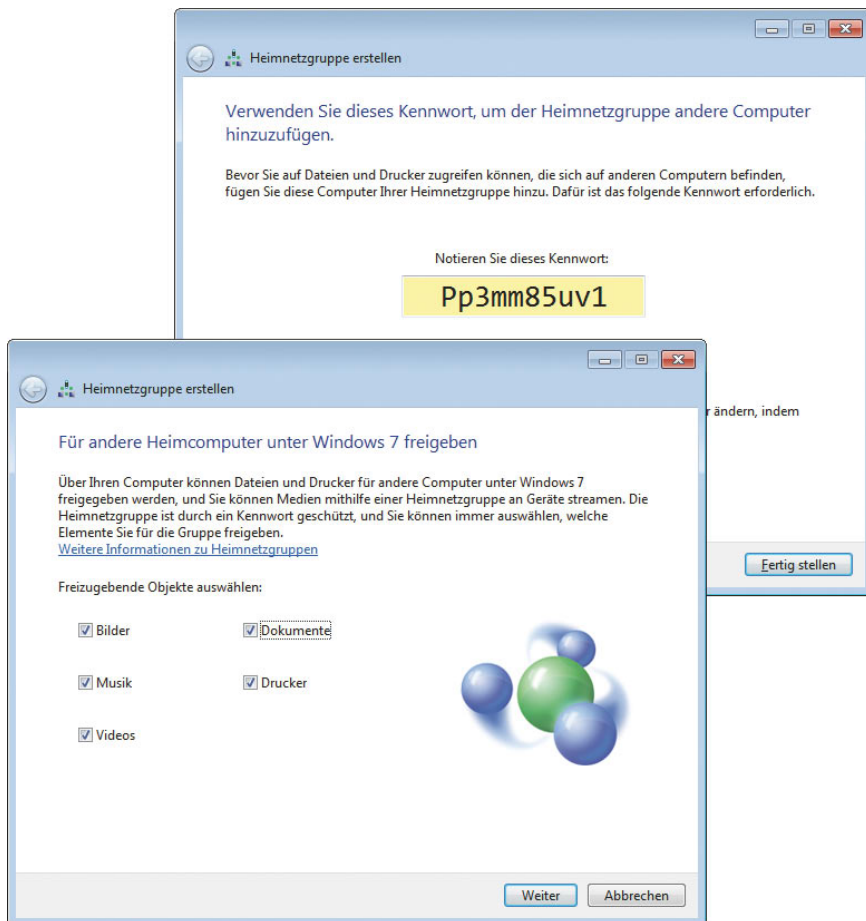 Heimnetzgruppe erstellen
Verwenden Sie dieses Kennwort, um der Heimnetzgruppe andere Computer
hinzuzufügen.
Bevor Sie auf Dateien und Drucker zugreifen können, die sich auf anderen Computern befinden,
fügen Sie diese Computer Ihrer Heimnetzgruppe hinzu. Dafür ist das folgende Kennwort erforderlich.
Notieren Sie dieses Kennwort:
Pp3mm85uv1
r ändern, indem
Fertig stellen
Heimnetzgruppe erstellen
Für andere Heimcomputer unter Windows 7 freigeben
Über Ihren Computer können Dateien und Drucker für andere Computer unter Windows 7
freigegeben werden, und Sie können Medien mithilfe einer Heimnetzgruppe an Geräte streamen. Die
Heimnetzgruppe ist durch ein Kennwort geschützt, und Sie können immer auswählen, welche
Elemente Sie für die Gruppe freigeben.
Weitere Informationen zu Heimnetzgruppen
Freizugebende Objekte auswählen:
Bilder Dokumente
Musik Drucker
Videos
Weiter Abbrechen